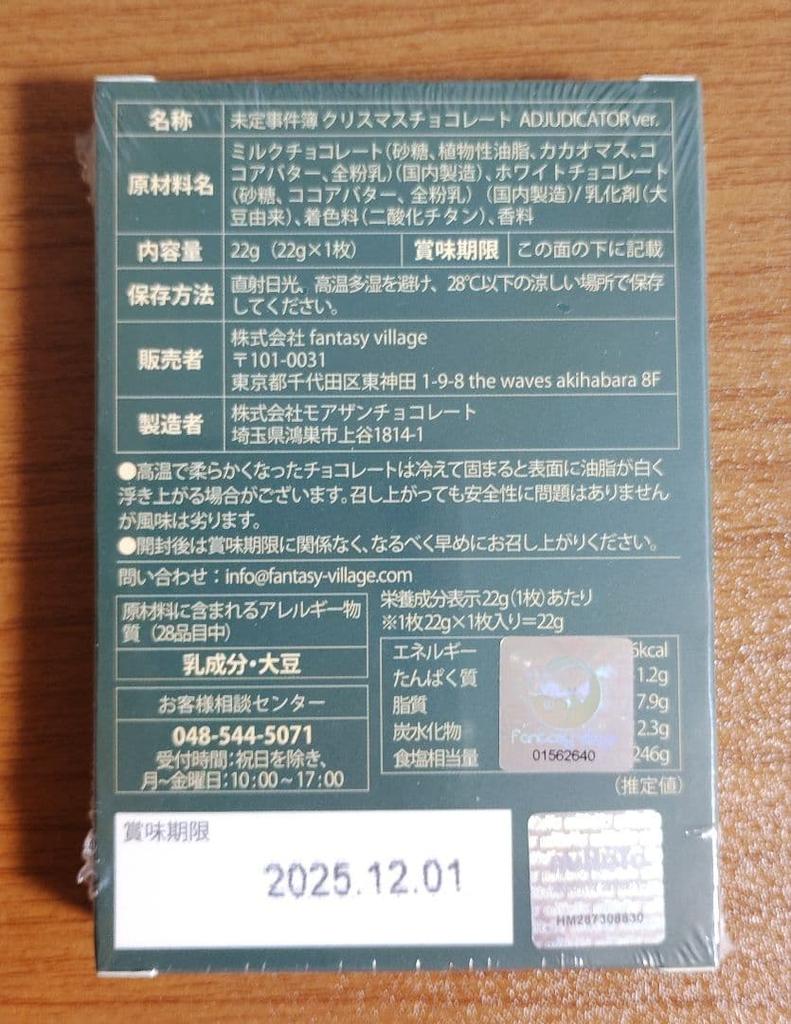 名称 未定事件簿 クリスマスチョコレート ADJUDICATOR ver.
原材料名
ミルクチョコレート(砂糖、植物性油脂、カカオマス、コ
コアバター、全粉乳)(国内製造)、ホワイトチョコレート
(砂糖、ココアバター、全粉乳) (国内製造)/乳化剤(大
豆由来)、着色料(二酸化チタン)、香料
内容量 22g (22g×1枚) 賞味期限 この面の下に記載
保存方法
直射日光、高温多湿を避け、28℃以下の涼しい場所で保存
してください。
販売者
株式会社 fantasy village
〒101-0031
東京都千代田区東神田 1-9-8 the waves akihabara 8F
製造者
株式会社モアザンチョコレート
埼玉県鴻巣市上谷1814-1
●高温で柔らかくなったチョコレートは冷えて固まると表面に油脂が白く
浮き上がる場合がございます。召し上がっても安全性に問題はありません
が風味は劣ります。
●開封後は賞味期限に関係なく、なるべく早めにお召し上がりください。
問い合わせ:info@fantasy-village.com
原材料に含まれるアレルギー物
質 (28品目中)
乳成分・大豆
お客様相談センター
048-544-5071
受付時間:祝日を除き、
月~金曜日:10:00~17:00
栄養成分表示 22g(1枚)あたり
※1枚22g×1枚入り=22g
エネルギー 6kcal
たんぱく質 1.2g
脂質 7.9g
炭水化物 2.3g
食塩相当量 246g
(推定値)
01562640
賞味期限
2025.12.01
HM287308830